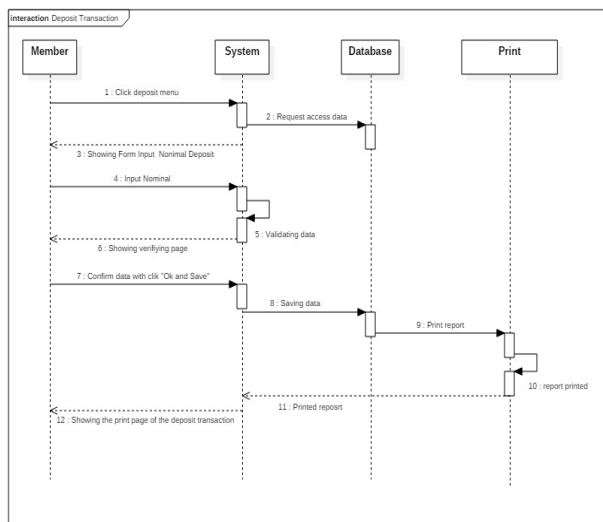 interaction Deposit Transaction
Member System Database Print
1 : Click deposit menu
2 : Request access data
3 : Showing Form Input Nonimal Deposit
4 : Input Nominal
5 : Validating data
6 : Showing verifiying page
7 : Confirm data with clik "Ok and Save"
8 : Saving data
9 : Print report
10 : report printed
11 : Printed reposrt
12 : Showing the print page of the deposit transaction